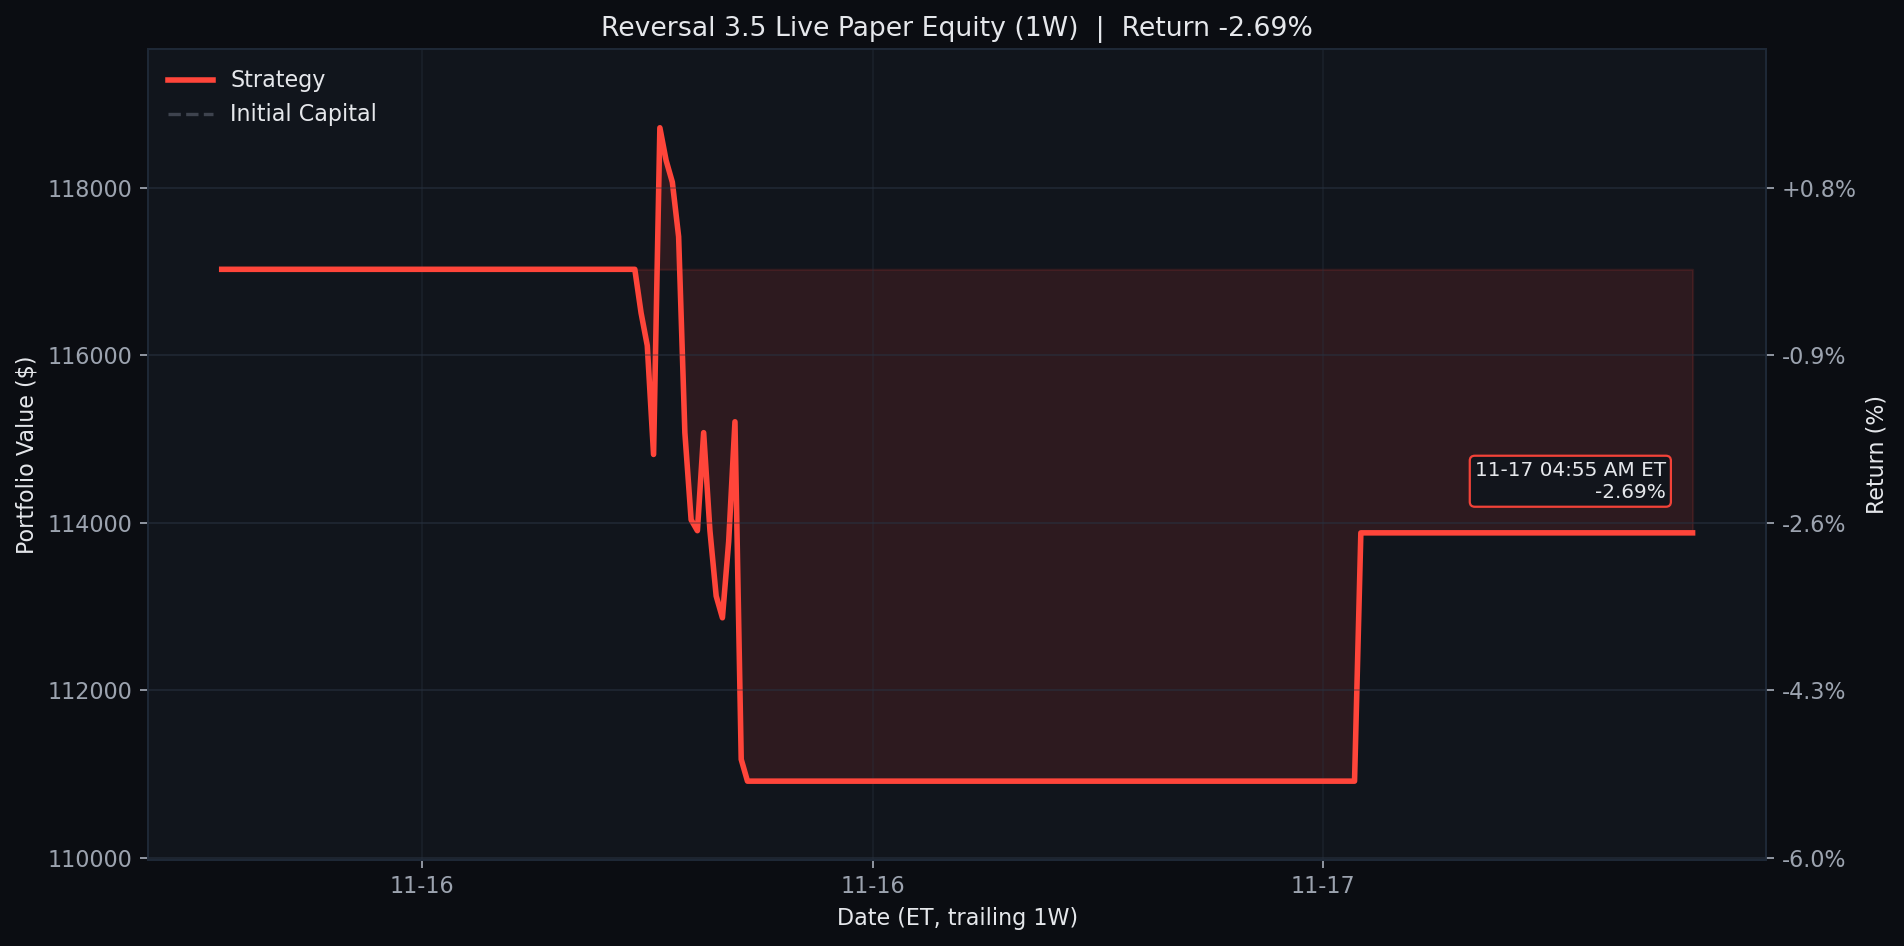 Reversal 3.5 Live Paper Equity (1W) | Return -2.69%
Strategy
Initial Capital
118000
116000
114000
112000
110000
Portfolio Value ($)
+0.8%
-0.9%
-2.6%
-4.3%
-6.0%
Return (%)
11-17 04:55 AM ET
-2.69%
11-16
11-16
11-17
Date (ET, trailing 1W)